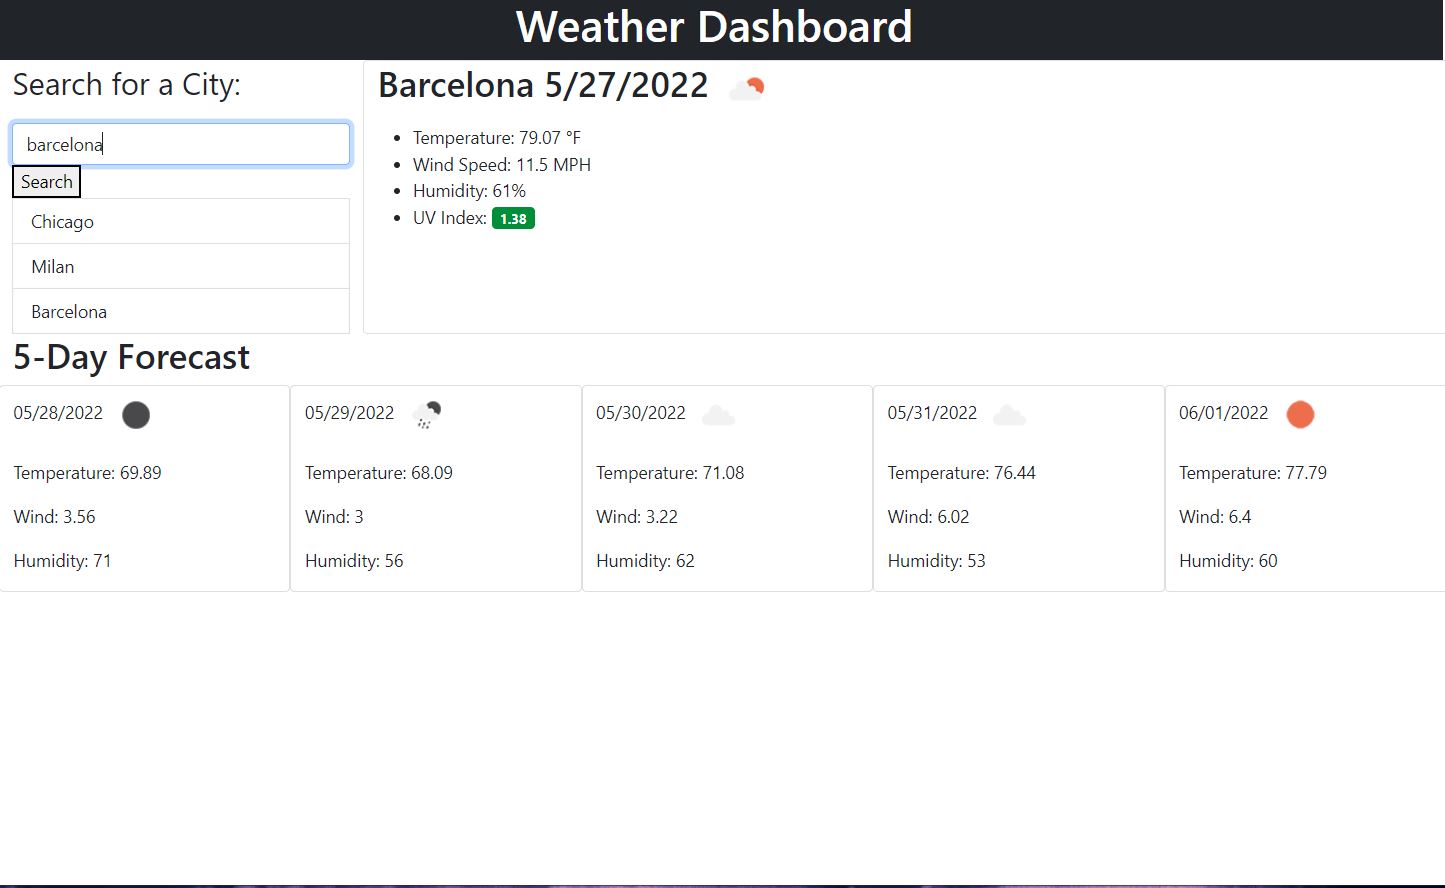 Weather Dashboard
Search for a City:
barcelona
Search
Chicago
Milan
Barcelona
Barcelona 5/27/2022
Temperature: 79.07 °F
Wind Speed: 11.5 MPH
Humidity: 61%
UV Index: 1.38
5-Day Forecast
05/28/2022
Temperature: 69.89
Wind: 3.56
Humidity: 71
05/29/2022
Temperature: 68.09
Wind: 3
Humidity: 56
05/30/2022
Temperature: 71.08
Wind: 3.22
Humidity: 62
05/31/2022
Temperature: 76.44
Wind: 6.02
Humidity: 53
06/01/2022
Temperature: 77.79
Wind: 6.4
Humidity: 60